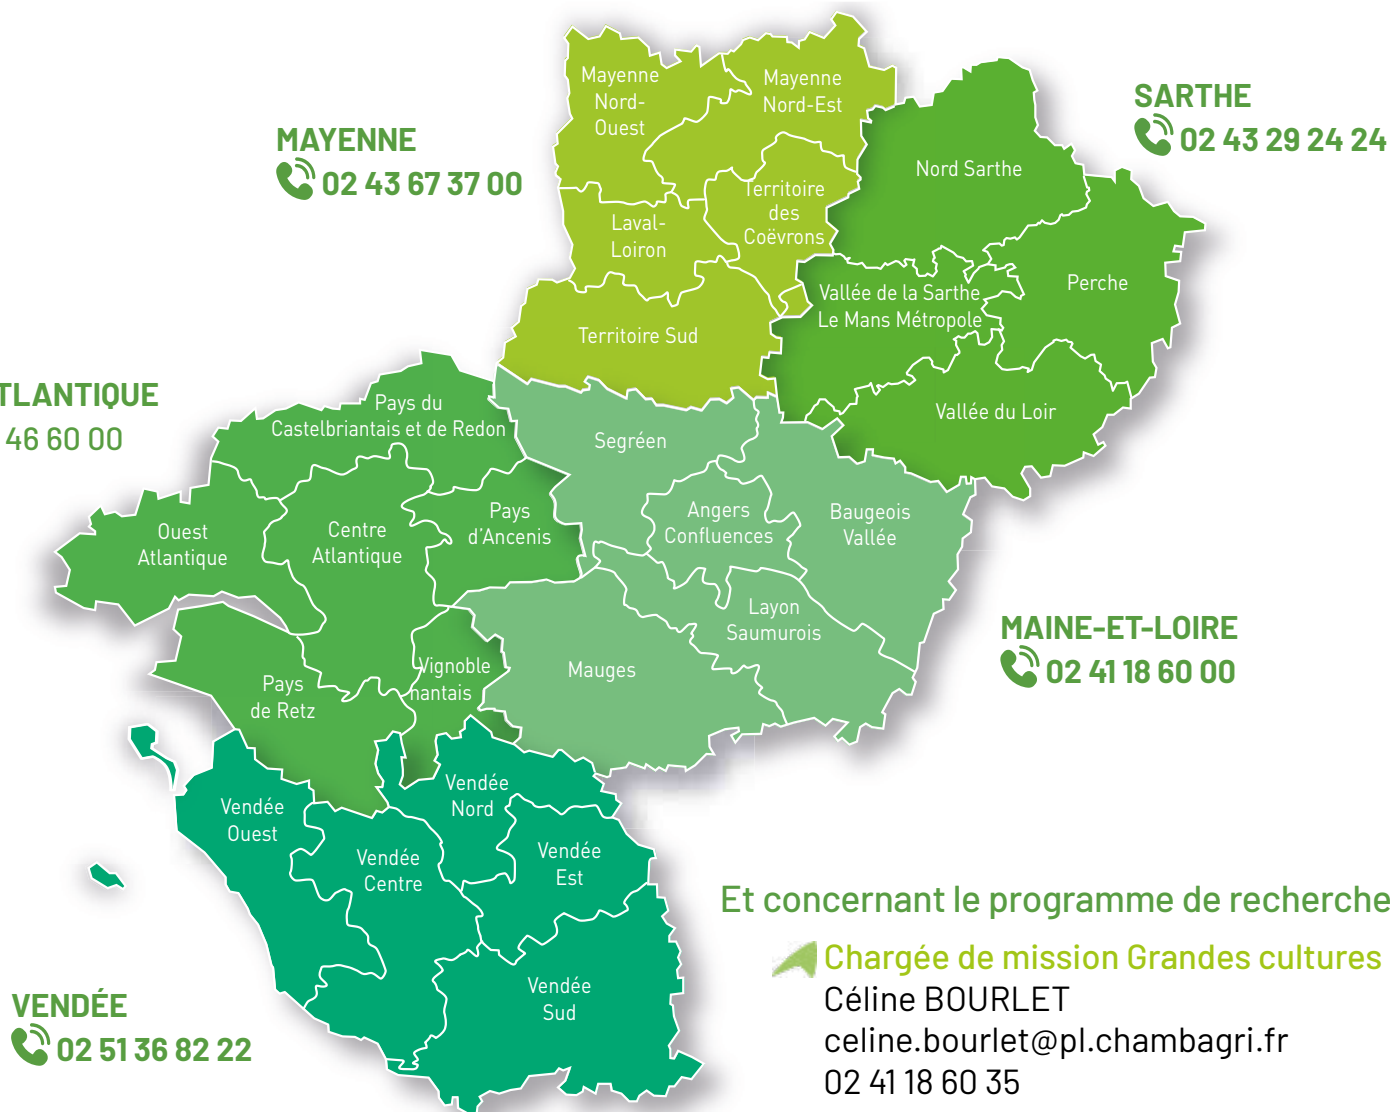 Mayenne
Nord-
Ouest
Mayenne
Nord-Est
SARTHE
02 43 29 24 24
MAYENNE
02 43 67 37 00
Nord Sarthe
Territoire
des
Coëvrons
Laval-
Loiron
Perche
Vallée de la Sarthe
Le Mans Métropole
Territoire Sud
TLANTIQUE
46 60 00
Pays du
Castelbriantais et de Redon
Vallée du Loir
Segréen
Ouest
Atlantique
Centre
Atlantique
Pays
d'Ancenis
Angers
Confluences
Baugeois
Vallée
Layon
Saumurois
MAINE-ET-LOIRE
02 41 18 60 00
Vignoble
nantais
Mauges
Pays
de Retz
Vendée
Nord
Vendée
Ouest
Vendée
Centre
Vendée
Est
Et concernant le programme de recherche
Chargée de mission Grandes cultures
Céline BOURLET
celine.bourlet@pl.chambagri.fr
02 41 18 60 35
Vendée
Sud
VENDÉE
02 51 36 82 22